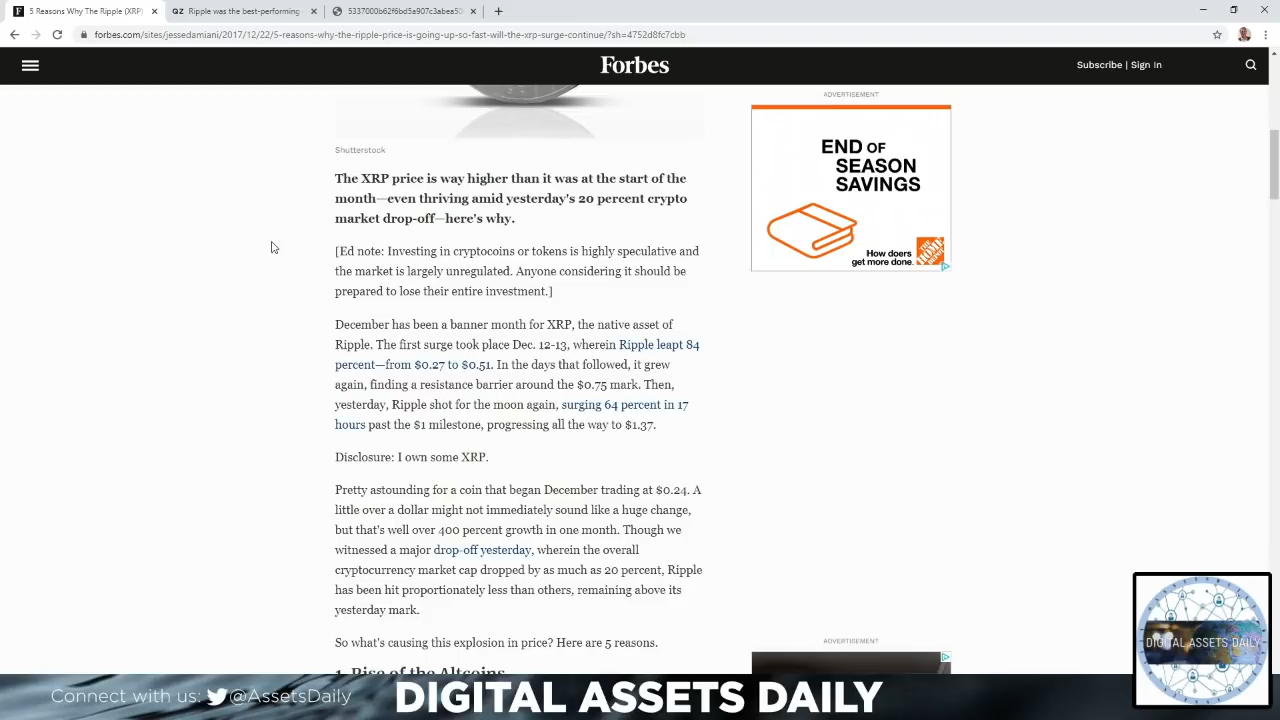 5 Reasons Why The Ripple (XRP)
QZ Ripple was the best-performing
5337000b62f6bd5a907c3abea50
forbes.com/sites/jessedamiani/2017/12/22/5-reasons-why-the-ripple-price-is-going-up-so-fast-will-the-xrp-surge-continue/?sh=4752d8fc7cbb
Forbes
Subscribe | Sign In
ADVERTISEMENT
END OF
SEASON
SAVINGS
How doers
get more done.
Shutterstock
The XRP price is way higher than it was at the start of the
month—even thriving amid yesterday's 20 percent crypto
market drop-off—here's why.
[Ed note: Investing in cryptocoins or tokens is highly speculative and
the market is largely unregulated. Anyone considering it should be
prepared to lose their entire investment.]
December has been a banner month for XRP, the native asset of
Ripple. The first surge took place Dec. 12-13, wherein Ripple leapt 84
percent—from $0.27 to $0.51. In the days that followed, it grew
again, finding a resistance barrier around the $0.75 mark. Then,
yesterday, Ripple shot for the moon again, surging 64 percent in 17
hours past the $1 milestone, progressing all the way to $1.37.
Disclosure: I own some XRP.
Pretty astounding for a coin that began December trading at $0.24. A
little over a dollar might not immediately sound like a huge change,
but that's well over 400 percent growth in one month. Though we
witnessed a major drop-off yesterday, wherein the overall
cryptocurrency market cap dropped by as much as 20 percent, Ripple
has been hit proportionately less than others, remaining above its
yesterday mark.
So what's causing this explosion in price? Here are 5 reasons.
1. Rise of the Altcoins
ADVERTISEMENT
DIGITAL ASSETS DAILY
Connect with us: @AssetsDaily
DIGITAL ASSETS DAILY